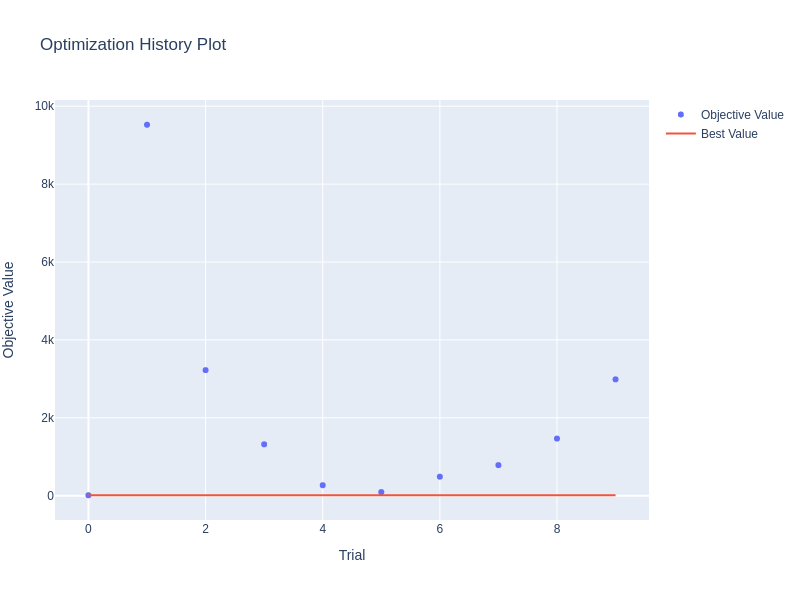 Optimization History Plot
10k
8k
6k
4k
2k
0
Objective Value
0 2 4 6 8
Trial
Objective Value
Best Value